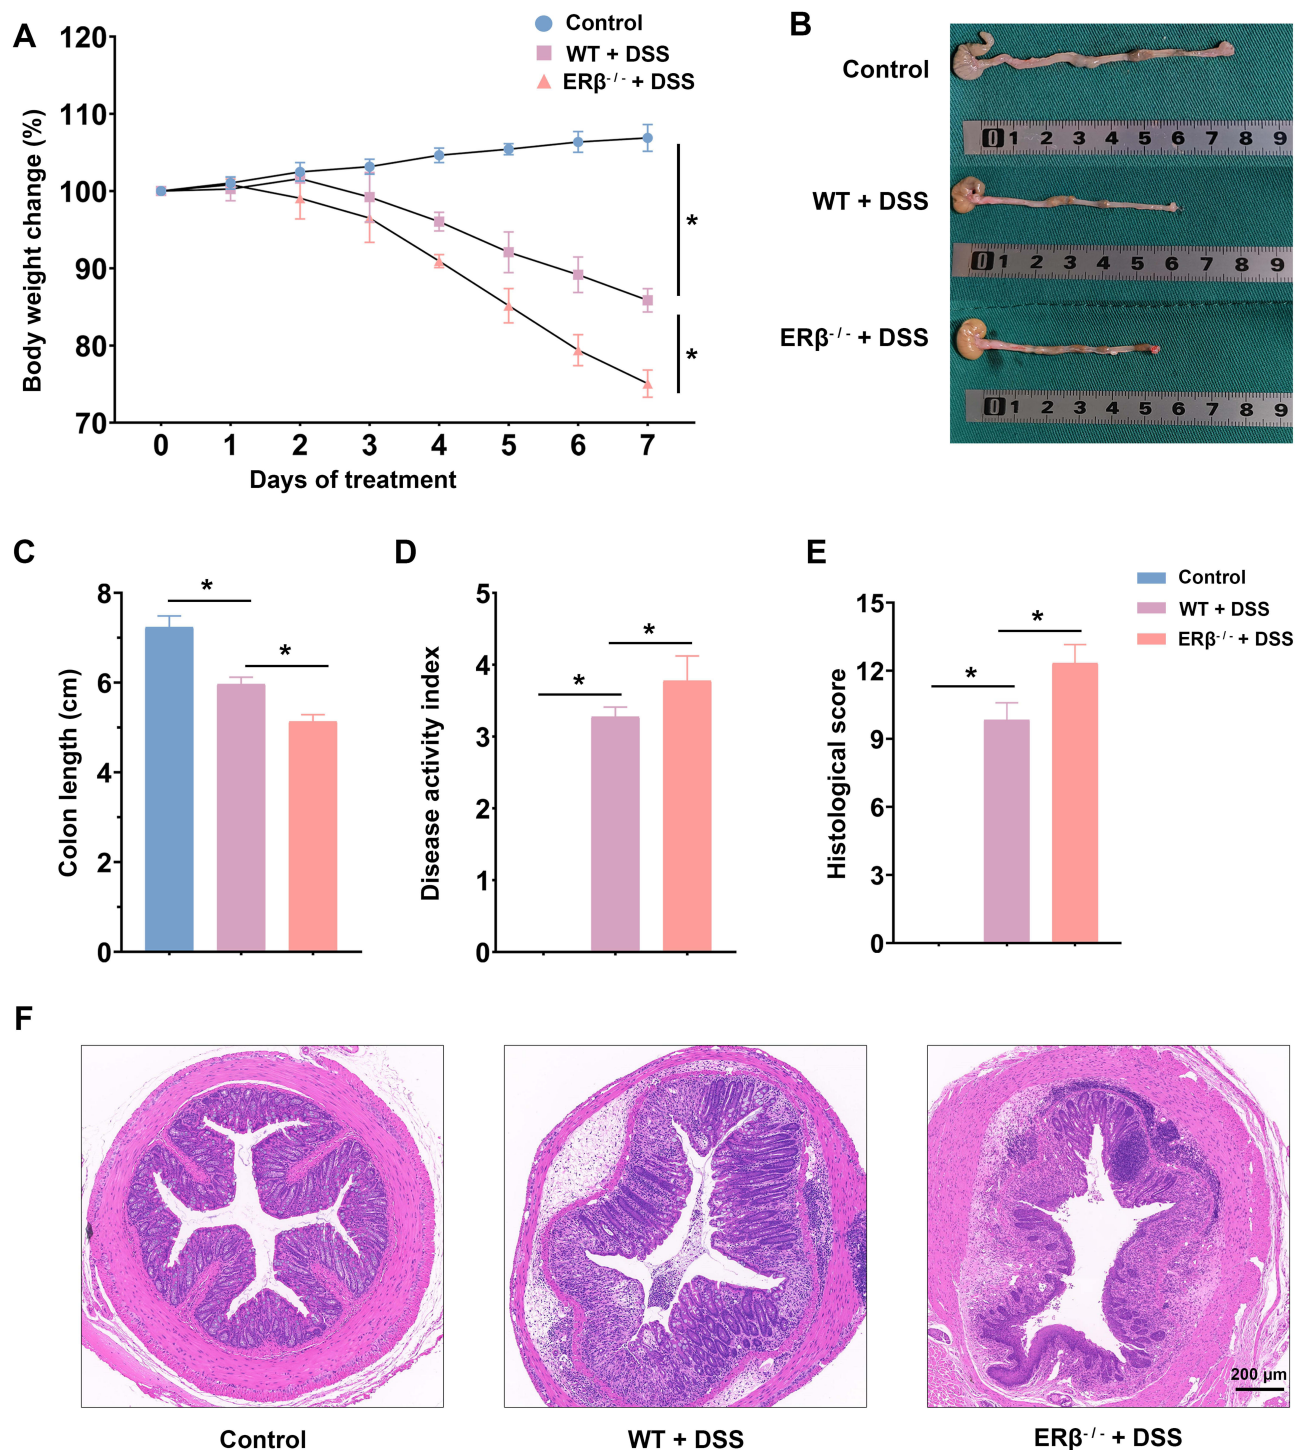 A
120
110
100
90
80
70
Body weight change (%)
0 1 2 3 4 5 6 7
Days of treatment
Control
WT + DSS
ERβ-/- + DSS
*
*
B
Control
WT + DSS
ERβ-/- + DSS
0 1 2 3 4 5 6 7 8 9
0 1 2 3 4 5 6 7 8 9
0 1 2 3 4 5 6 7 8 9
C
8
6
4
2
0
Colon length (cm)
*
*
D
5
4
3
2
1
0
Disease activity index
*
*
E
15
12
9
6
3
0
Histological score
*
*
Control
WT + DSS
ERβ-/- + DSS
F
200 μm
Control
WT + DSS
ERβ-/- + DSS